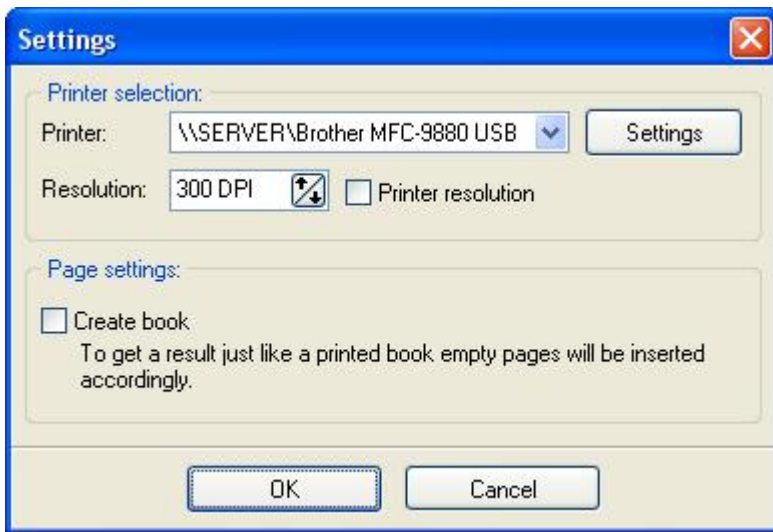 Settings
Printer selection:
Printer: \\SERVER\Brother MFC-9880 USB Settings
Resolution: 300 DPI Printer resolution
Page settings:
Create book
To get a result just like a printed book empty pages will be inserted
accordingly.
OK Cancel